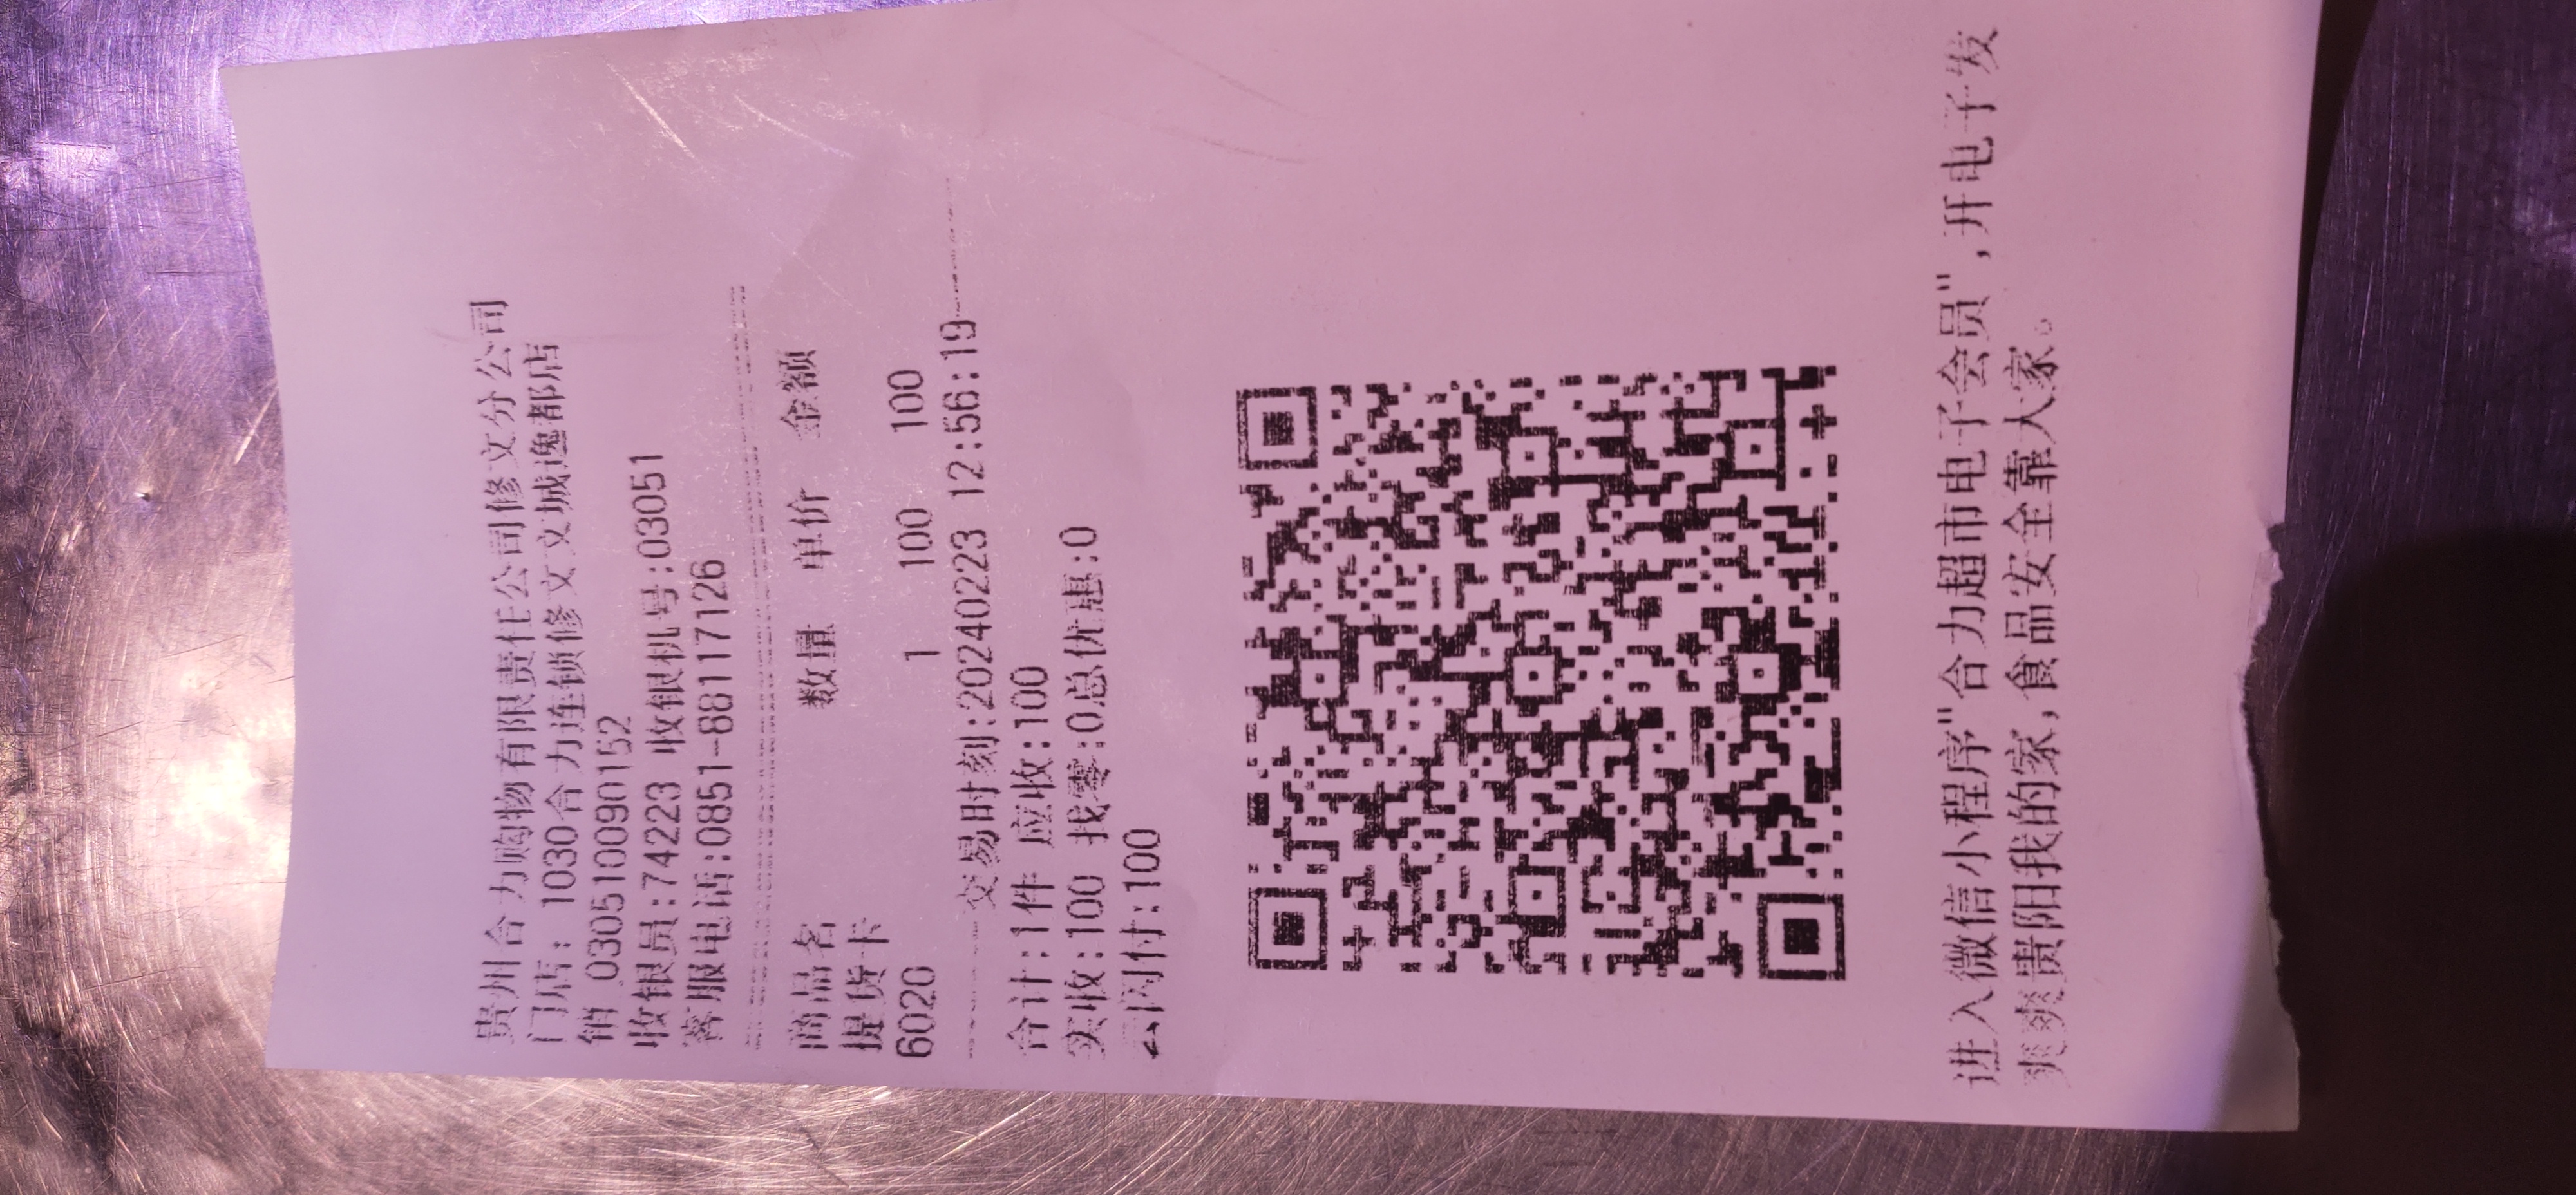 贵州合力购物有限责任公司修文分公司
门店: 1030合力连锁修文文城逸都店
销 030510090152
收银员:74223 收银机号:03051
客服电话:0851-88117126
商品名 数量 单价 金额
提货卡
6020 1 100 100
交易时刻:20240223 12:56:19
合计:1件 应收:100
实收:100 找零:0总优惠:0
云闪付:100
进入微信小程序"合力超市电子会员",开电子发
爽爽贵阳我的家,食品安全靠大家。